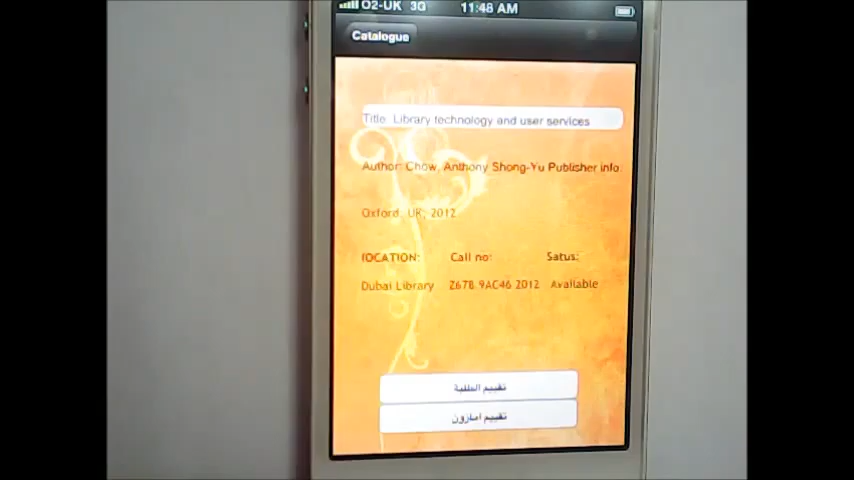 O2-UK 3G 11:48 AM
Catalogue
Title: Library technology and user services
Author: Chow, Anthony Shong-Yu Publisher info:
Oxford, UK, 2012
lOCATION: Call no: Satus:
Dubai Library Z678.9AC46 2012 Available
تقييم الطلبة
تقييم امازون